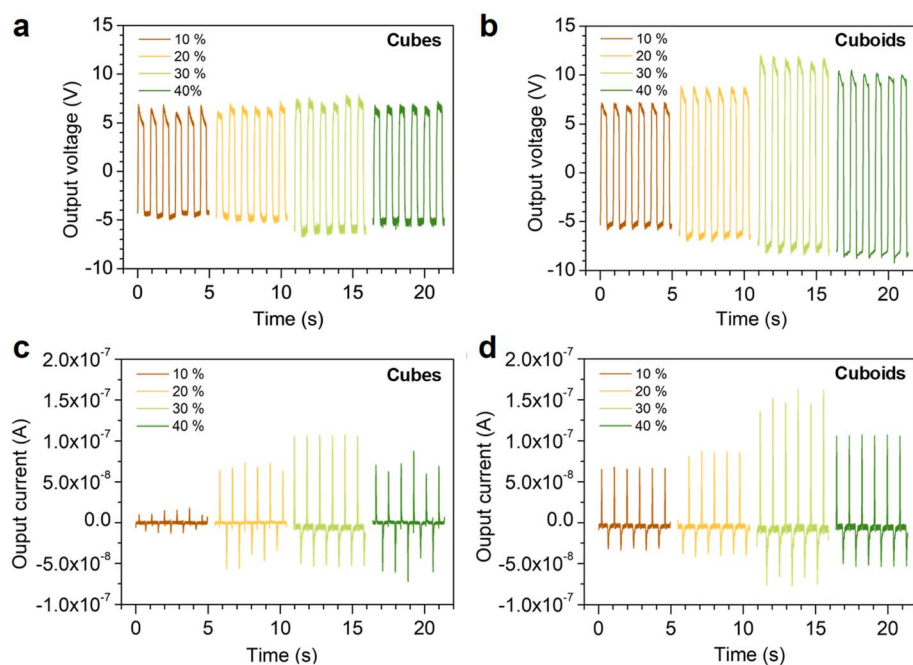 a
Cubes
10 %
20 %
30 %
40%
15
10
5
0
-5
-10
Output voltage (V)
0 5 10 15 20
Time (s)
b
Cuboids
10 %
20 %
30 %
40 %
15
10
5
0
-5
-10
Output voltage (V)
0 5 10 15 20
Time (s)
c
Cubes
10 %
20 %
30 %
40 %
2.0x10⁻⁷
1.5x10⁻⁷
1.0x10⁻⁷
5.0x10⁻⁸
0.0
-5.0x10⁻⁸
-1.0x10⁻⁷
Ouput current (A)
0 5 10 15 20
Time (s)
d
Cuboids
10 %
20 %
30 %
40 %
2.0x10⁻⁷
1.5x10⁻⁷
1.0x10⁻⁷
5.0x10⁻⁸
0.0
-5.0x10⁻⁸
-1.0x10⁻⁷
Ouput current (A)
0 5 10 15 20
Time (s)